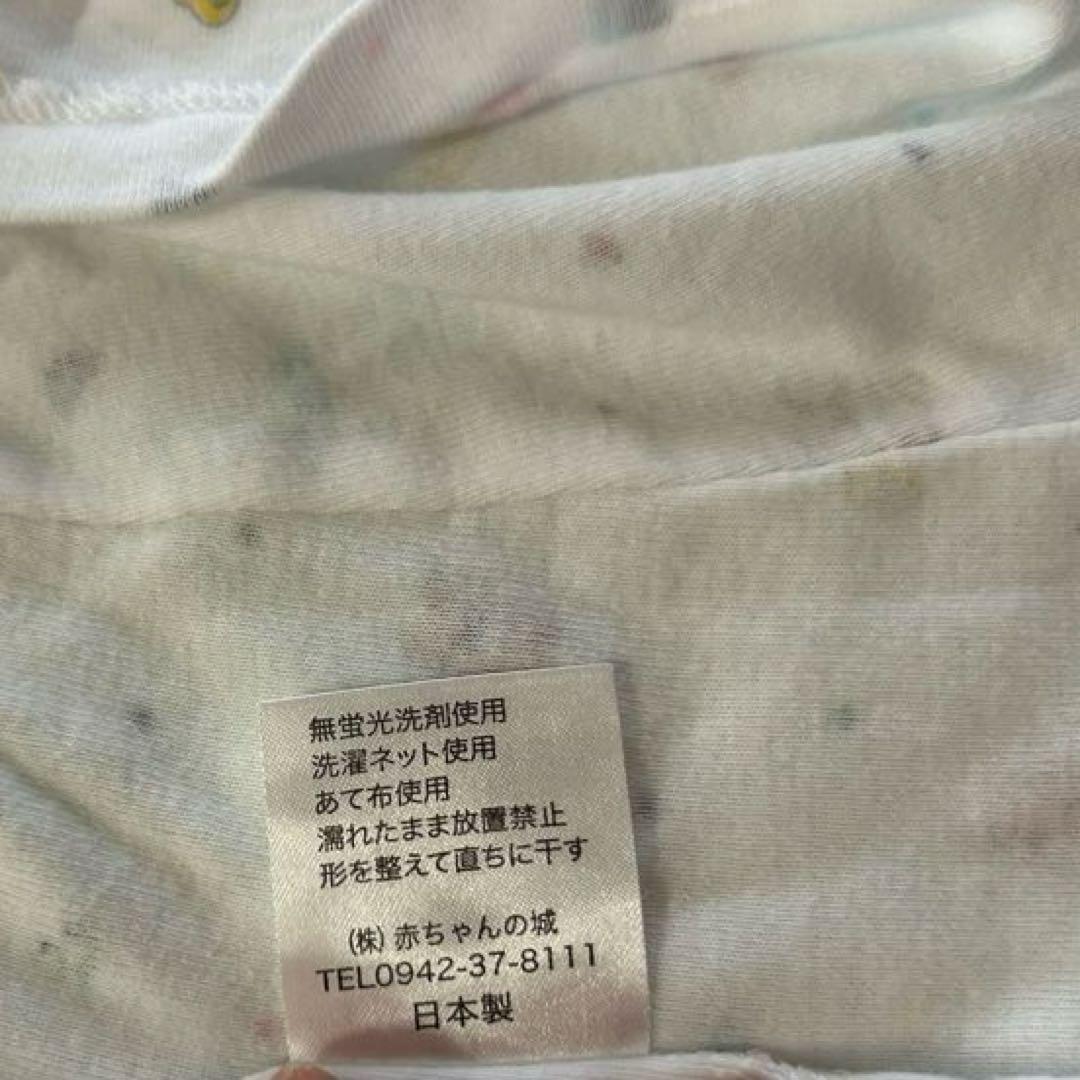 無蛍光洗剤使用
洗濯ネット使用
あて布使用
濡れたまま放置禁止
形を整えて直ちに干す
(株)赤ちゃんの城
TEL0942-37-8111
日本製